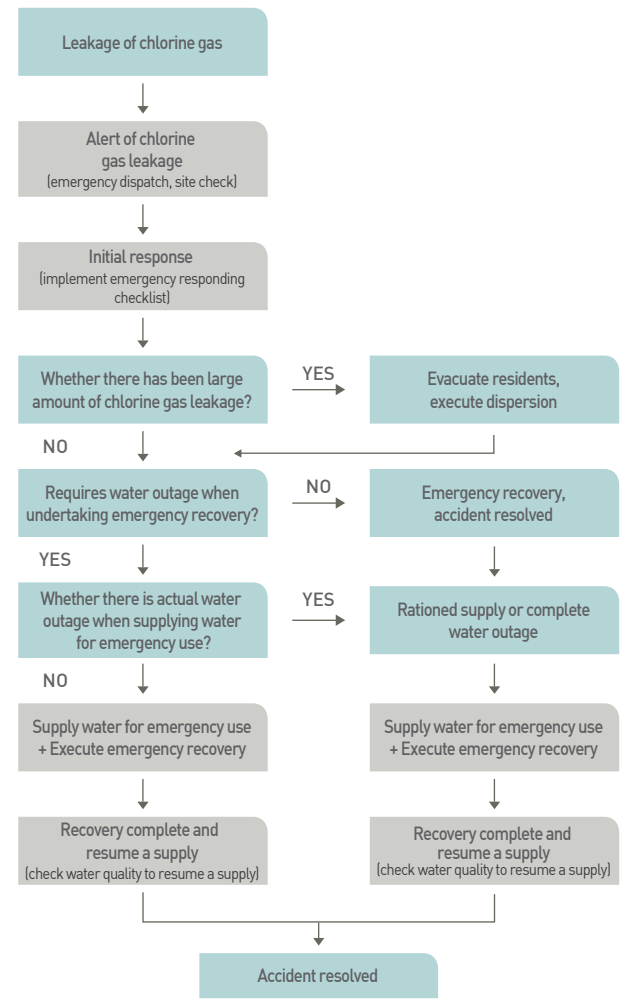 Leakage of chlorine gas
Alert of chlorine
gas leakage
(emergency dispatch, site check)
Initial response
(implement emergency responding
checklist)
Whether there has been large
amount of chlorine gas leakage?
YES
Evacuate residents,
execute dispersion
NO
Requires water outage when
undertaking emergency recovery?
NO
Emergency recovery,
accident resolved
YES
Whether there is actual water
outage when supplying water
for emergency use?
YES
Rationed supply or complete
water outage
NO
Supply water for emergency use
+ Execute emergency recovery
Supply water for emergency use
+ Execute emergency recovery
Recovery complete and
resume a supply
(check water quality to resume a supply)
Recovery complete and
resume a supply
(check water quality to resume a supply)
Accident resolved